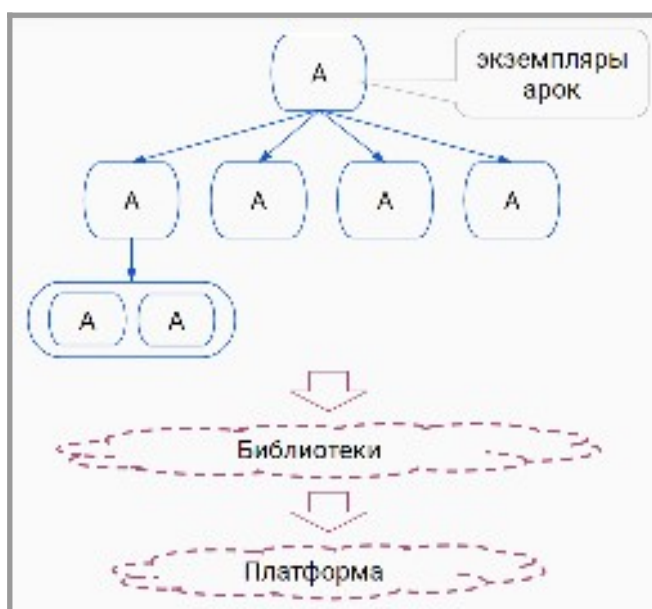 А
экземпляры
арок
А А А А
А А
Библиотеки
Платформа